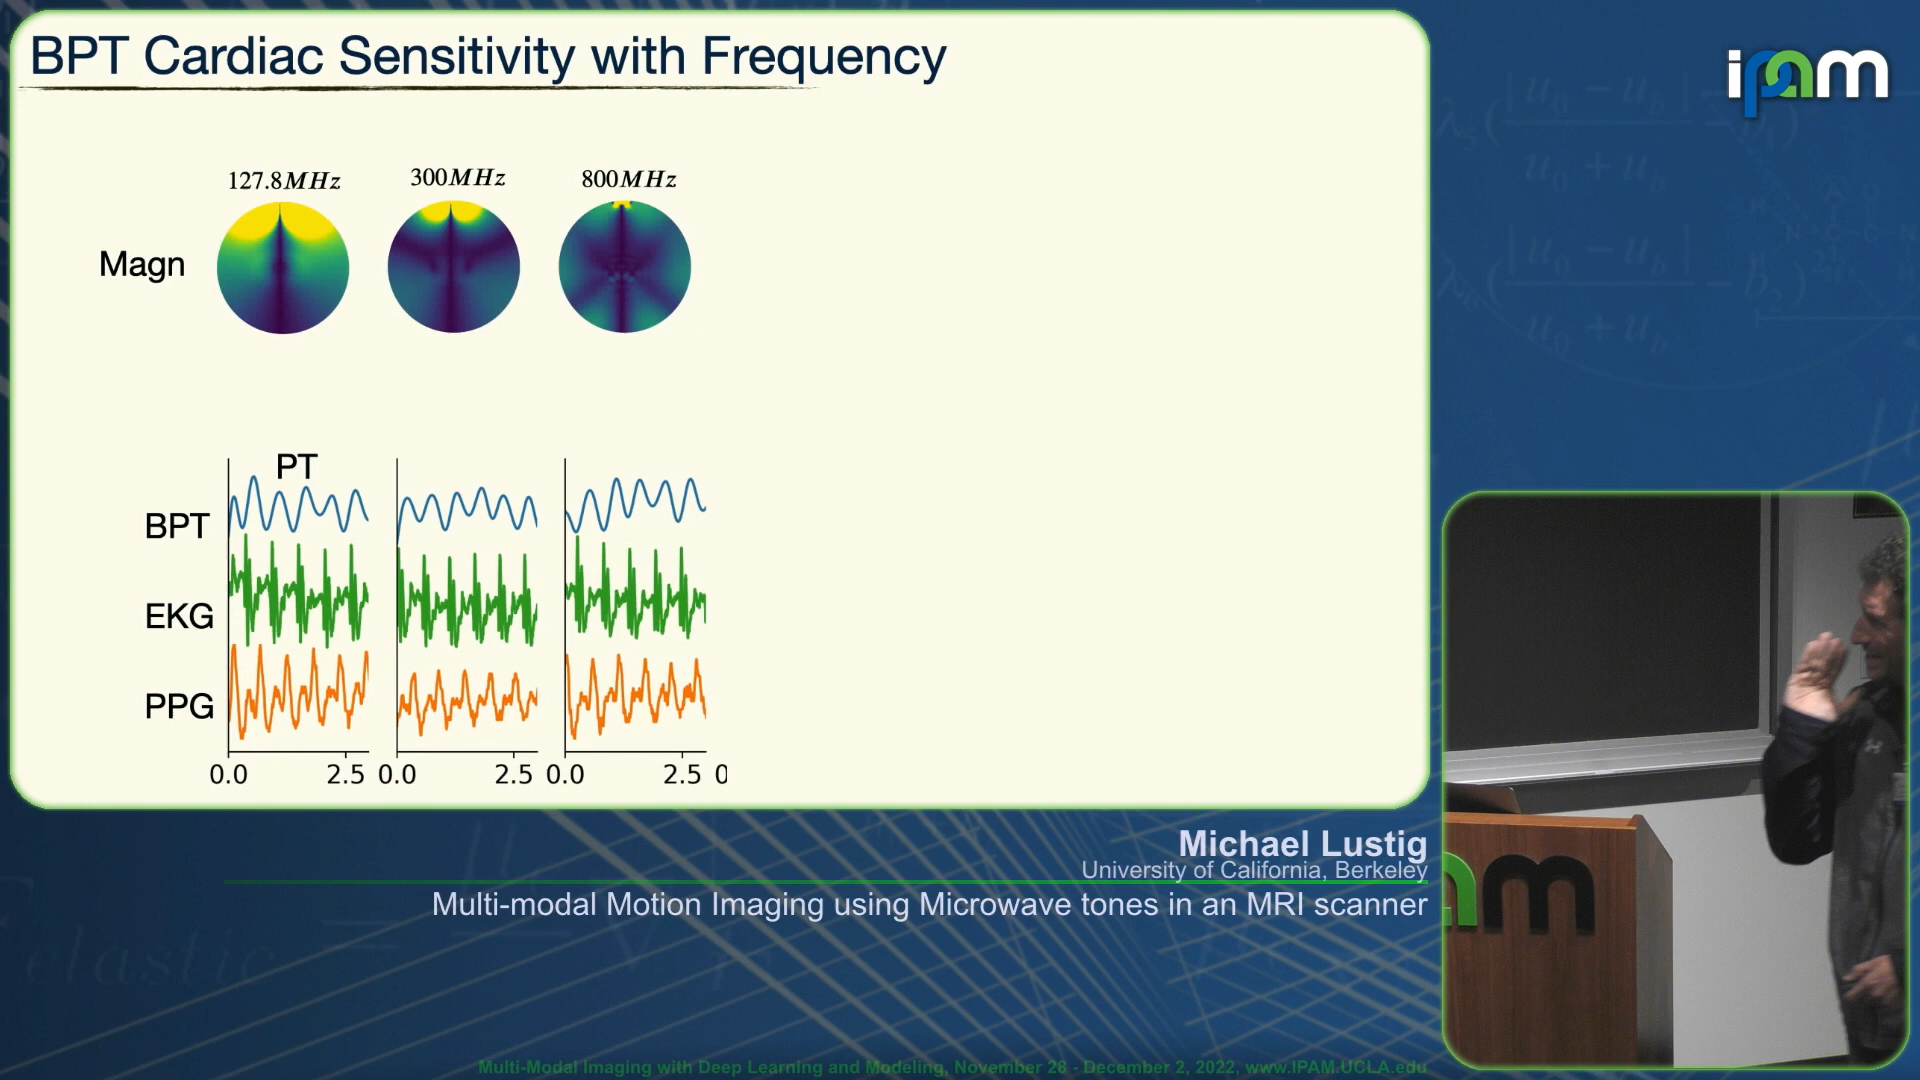 BPT Cardiac Sensitivity with Frequency
ipam
127.8MHz 300MHz 800MHz
Magn
PT
BPT
EKG
PPG
0.0 2.5 0.0 2.5 0.0 2.5 0
Michael Lustig
University of California, Berkeley
Multi-modal Motion Imaging using Microwave tones in an MRI scanner
am
elastic =
Multi-Modal Imaging with Deep Learning and Modeling, November 28 - December 2, 2022, www.IPAM.UCLA.edu